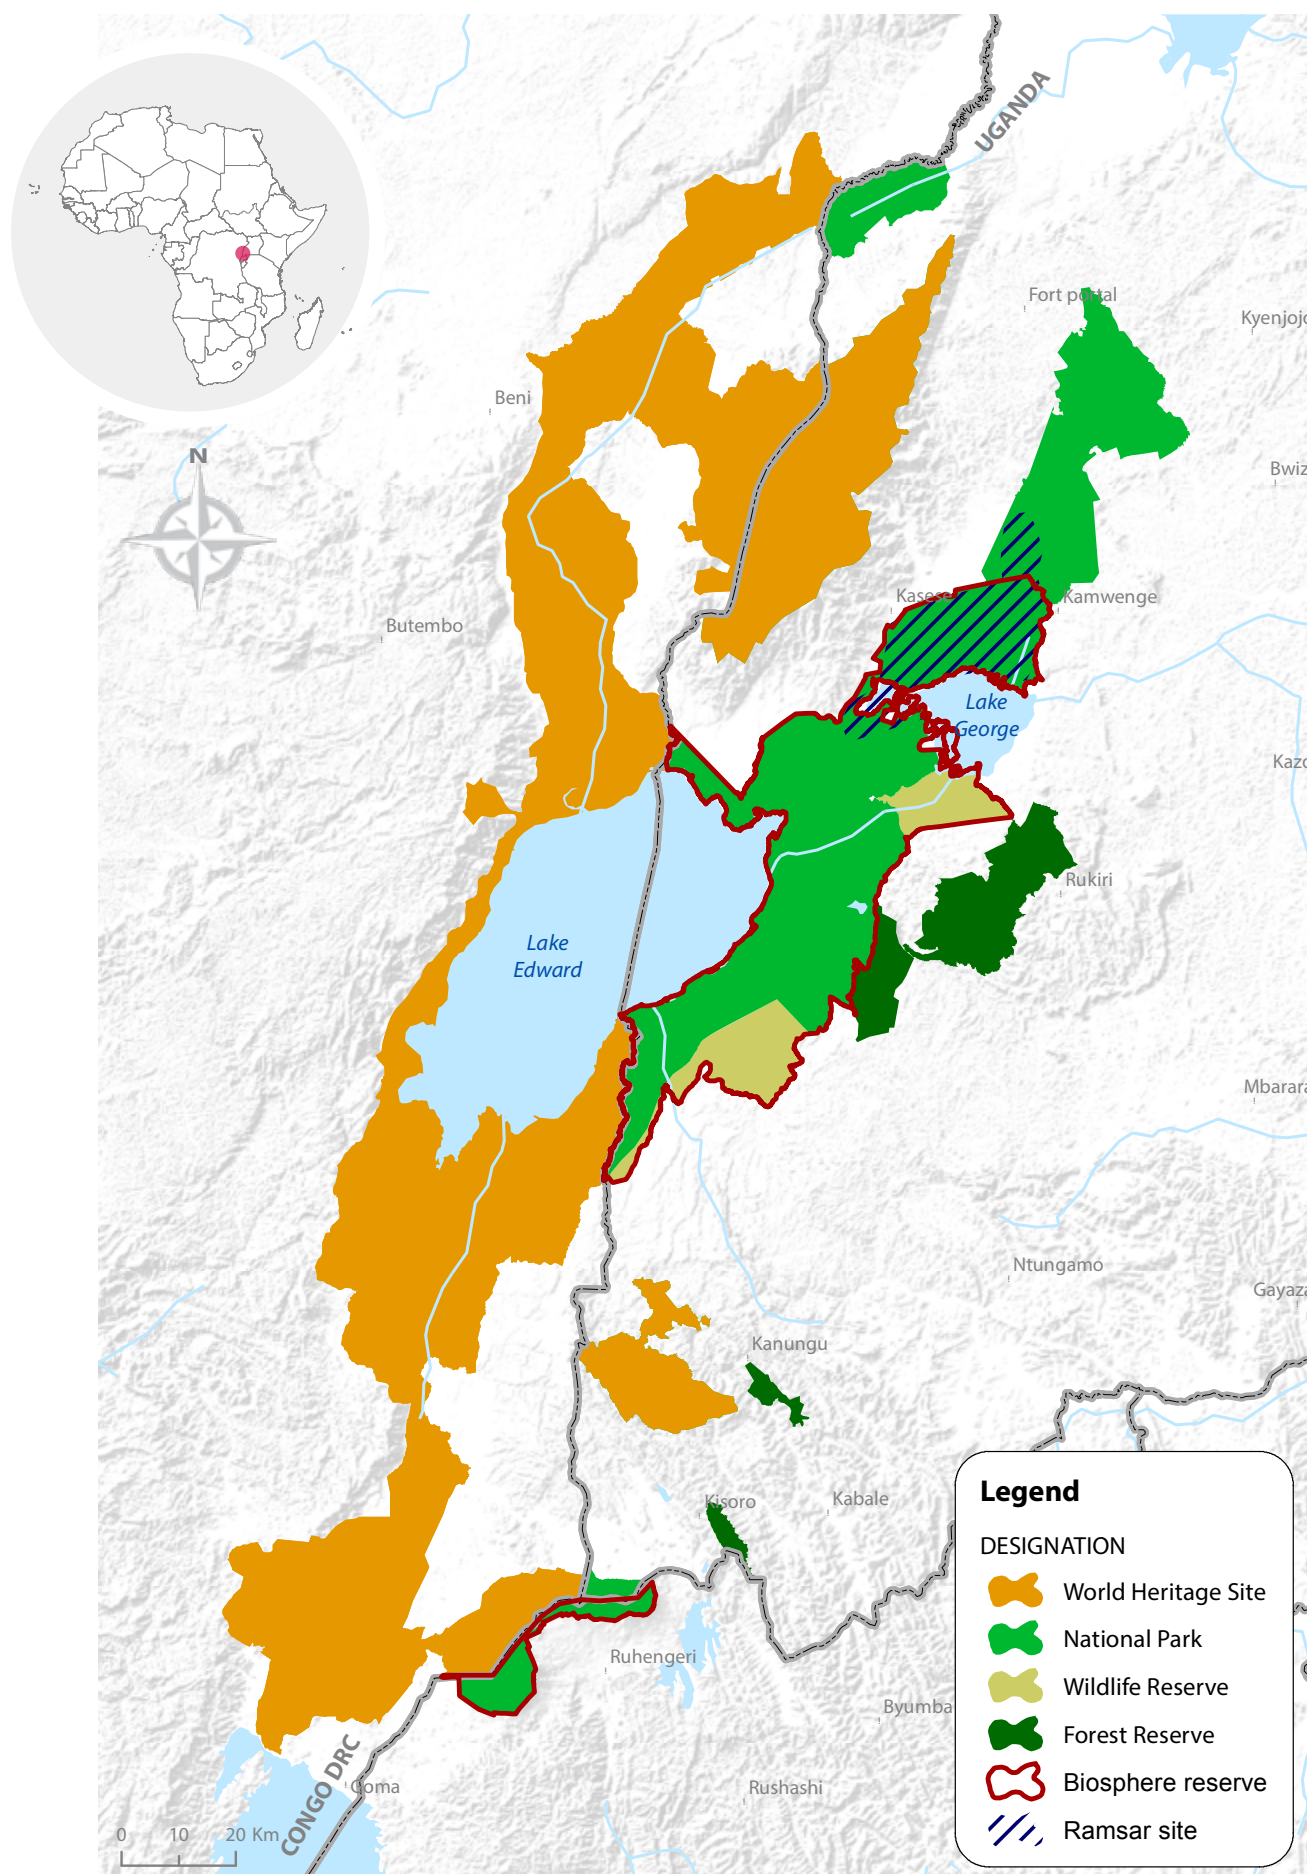 UGANDA
Fort portal
Kyenjojo
Beni
N
Bwiz
Kasese
Kamwenge
Butembo
Lake
George
Kazo
Rukiri
Lake
Edward
Mbarara
Ntungamo
Gayaza
Kanungu
Kisoro
Kabale
Ruhengeri
Byumba
Rushashi
Goma
CONGO DRC
0 10 20 Km
Legend
DESIGNATION
World Heritage Site
National Park
Wildlife Reserve
Forest Reserve
Biosphere reserve
Ramsar site